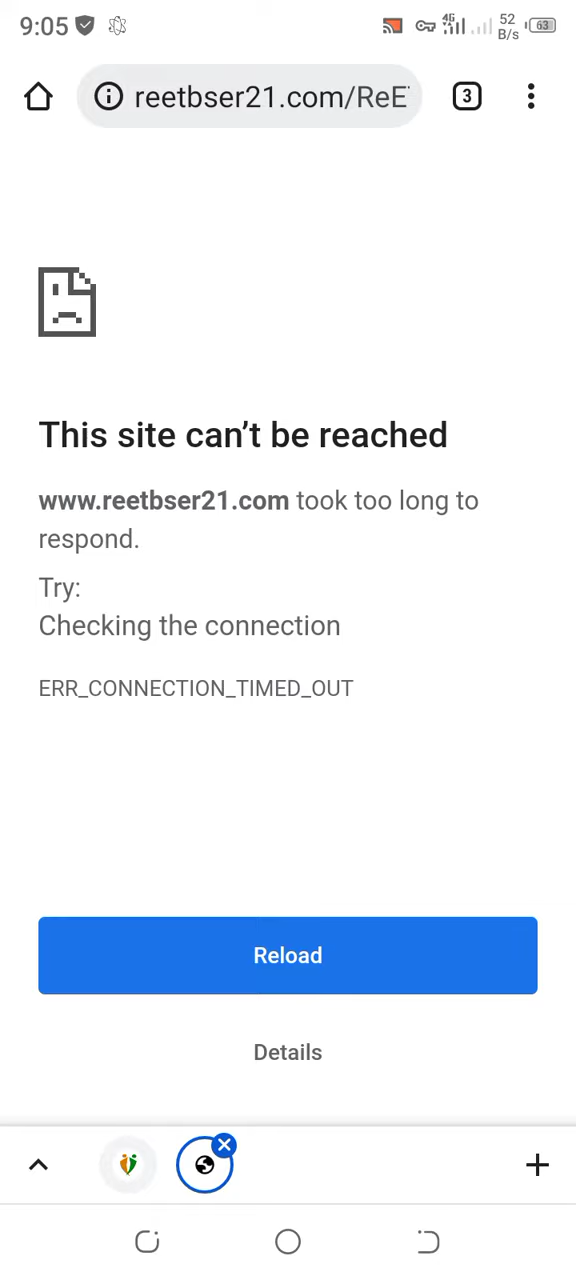 9:05
4G
52
B/s
63
reetbser21.com/ReE
3
This site can’t be reached
www.reetbser21.com took too long to
respond.
Try:
Checking the connection
ERR_CONNECTION_TIMED_OUT
Reload
Details